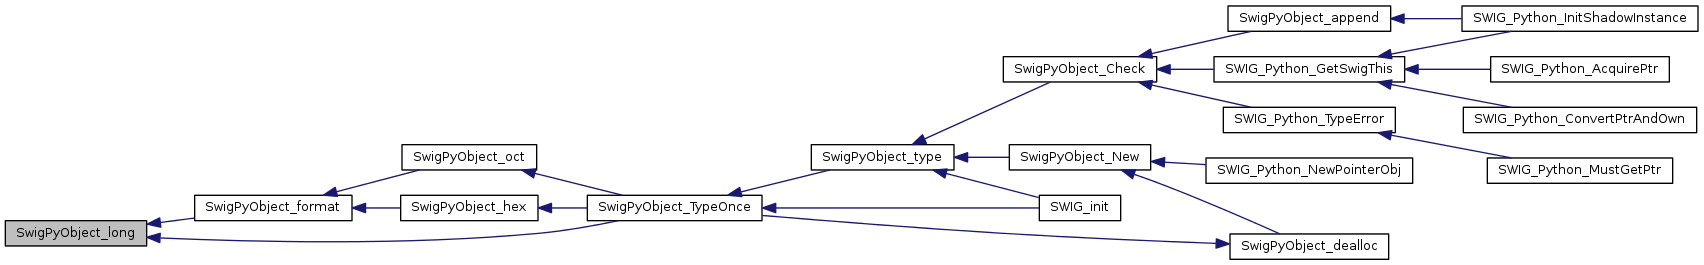 SwigPyObject_append
SWIG_Python_InitShadowInstance
SwigPyObject_Check
SWIG_Python_GetSwigThis
SWIG_Python_AcquirePtr
SWIG_Python_TypeError
SWIG_Python_ConvertPtrAndOwn
SwigPyObject_oct
SwigPyObject_type
SwigPyObject_New
SWIG_Python_NewPointerObj
SWIG_Python_MustGetPtr
SwigPyObject_format
SwigPyObject_hex
SwigPyObject_TypeOnce
SWIG_init
SwigPyObject_long
SwigPyObject_dealloc